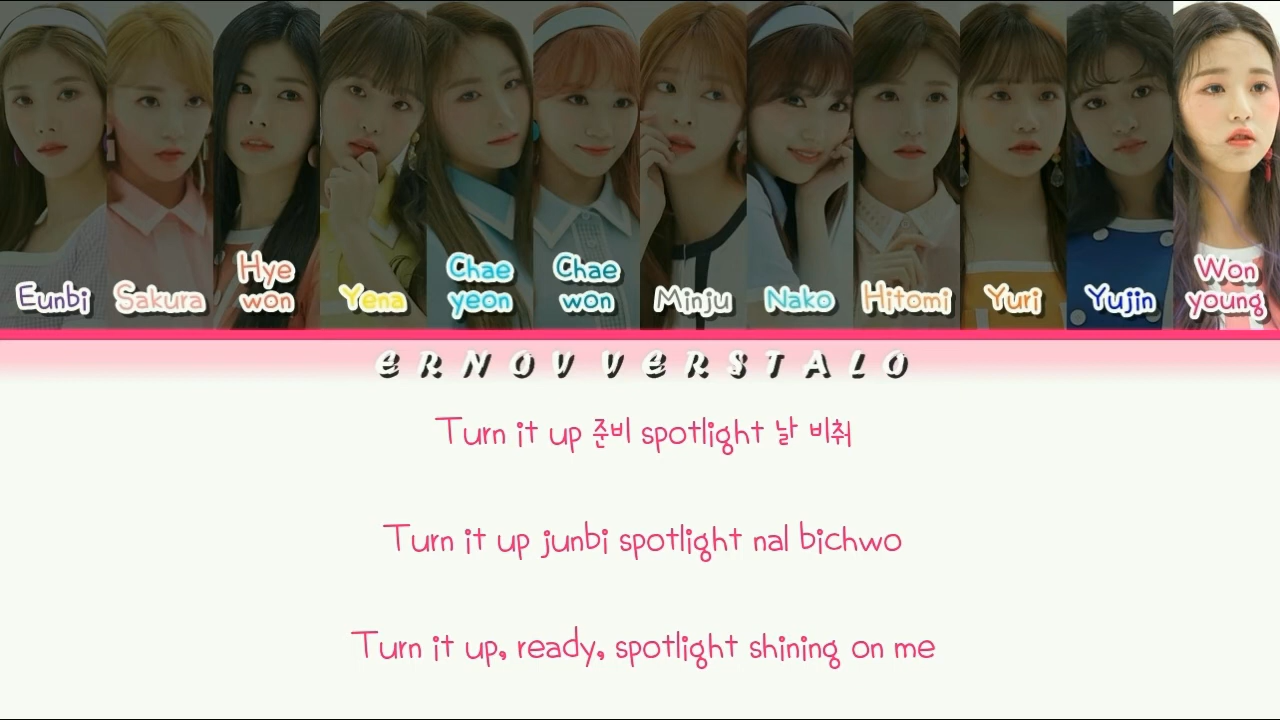 Eunbi
Sakura
Hye
won
Yena
Chae
yeon
Chae
won
Minju
Nako
Hitomi
Yuri
Yujin
Won
young
ERNOV VERSTALO
Turn it up 준비 spotlight 날 비춰
Turn it up junbi spotlight nal bichwo
Turn it up, ready, spotlight shining on me